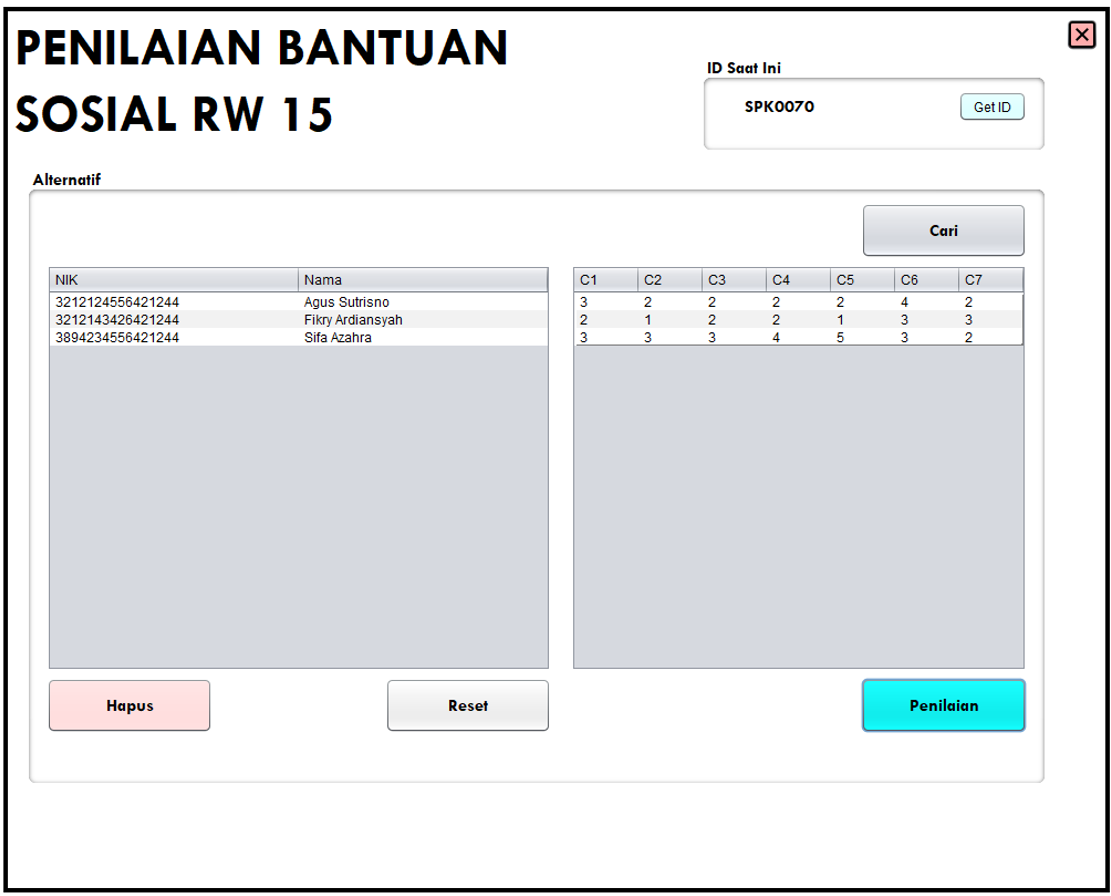 PENILAIAN BANTUAN
SOSIAL RW 15
ID Saat Ini
SPK0070
Get ID
Alternatif
Cari
NIK Nama
3212124556421244 Agus Sutrisno
3212143426421244 Fikry Ardiansyah
3894234556421244 Sifa Azahra
C1 C2 C3 C4 C5 C6 C7
3 2 2 2 2 4 2
2 1 2 2 1 3 3
3 3 3 4 5 3 2
Hapus
Reset
Penilaian